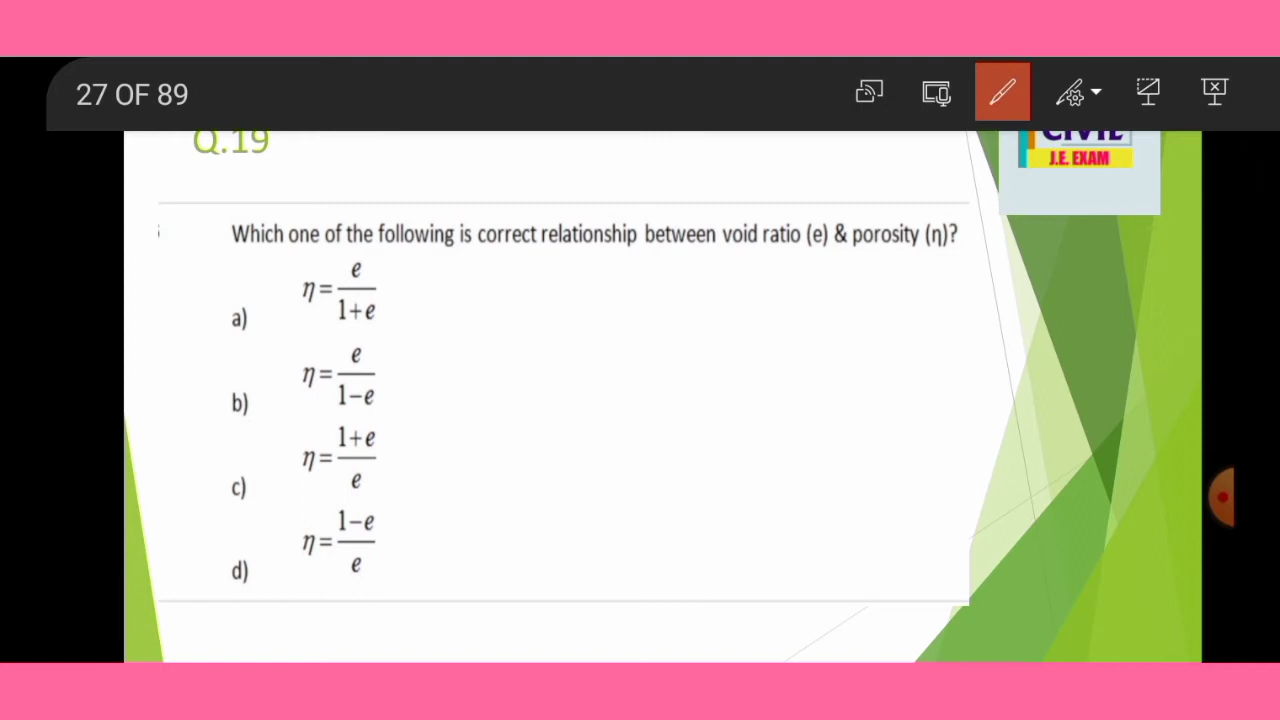 27 OF 89
Q.19
CIVIL
J.E. EXAM
Which one of the following is correct relationship between void ratio (e) & porosity (η)?
a) η = e / 1+e
b) η = e / 1−e
c) η = 1+e / e
d) η = 1−e / e